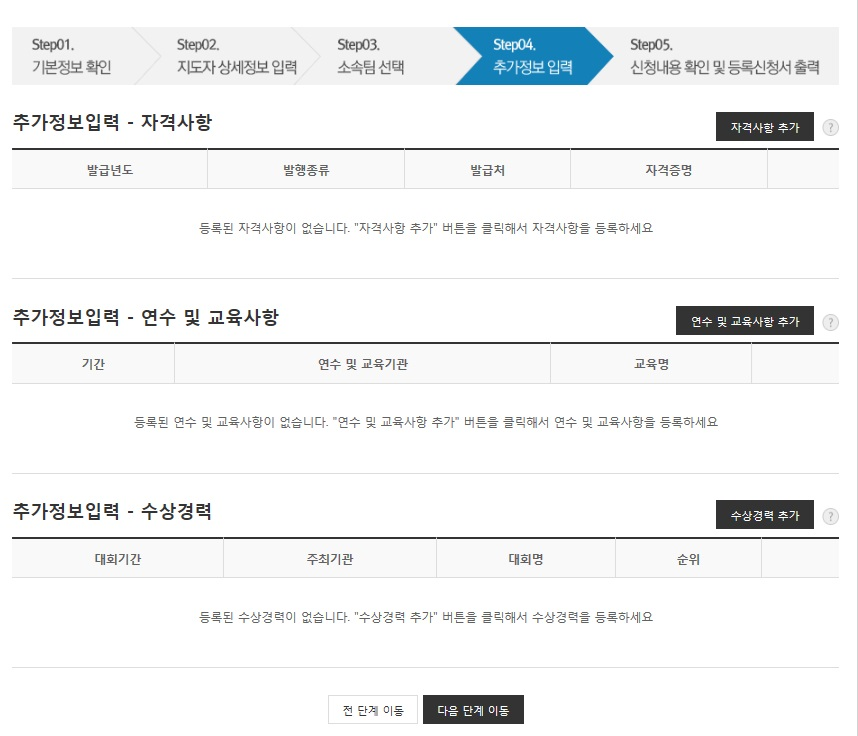 Step01.
기본정보 확인
Step02.
지도자 상세정보 입력
Step03.
소속팀 선택
Step04.
추가정보 입력
Step05.
신청내용 확인 및 등록신청서 출력
추가정보입력 - 자격사항
자격사항 추가
?
발급년도 발행종류 발급처 자격증명
등록된 자격사항이 없습니다. "자격사항 추가" 버튼을 클릭해서 자격사항을 등록하세요
추가정보입력 - 연수 및 교육사항
연수 및 교육사항 추가
?
기간 연수 및 교육기관 교육명
등록된 연수 및 교육사항이 없습니다. "연수 및 교육사항 추가" 버튼을 클릭해서 연수 및 교육사항을 등록하세요
추가정보입력 - 수상경력
수상경력 추가
?
대회기간 주최기관 대회명 순위
등록된 수상경력이 없습니다. "수상경력 추가" 버튼을 클릭해서 수상경력을 등록하세요
전 단계 이동
다음 단계 이동